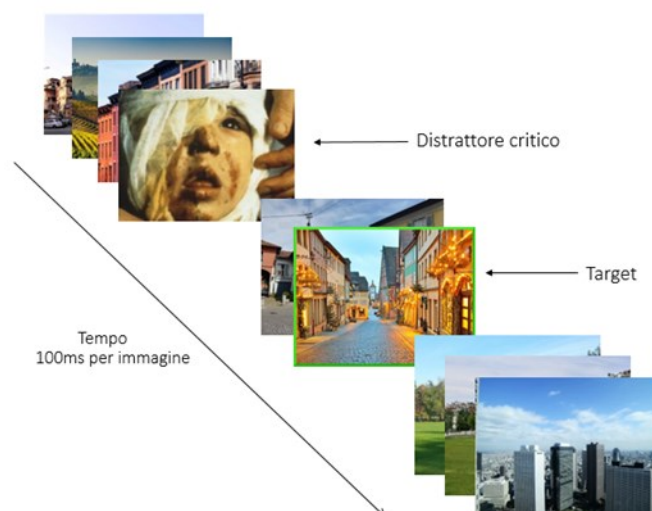 Distrattore critico
Target
Tempo
100ms per immagine